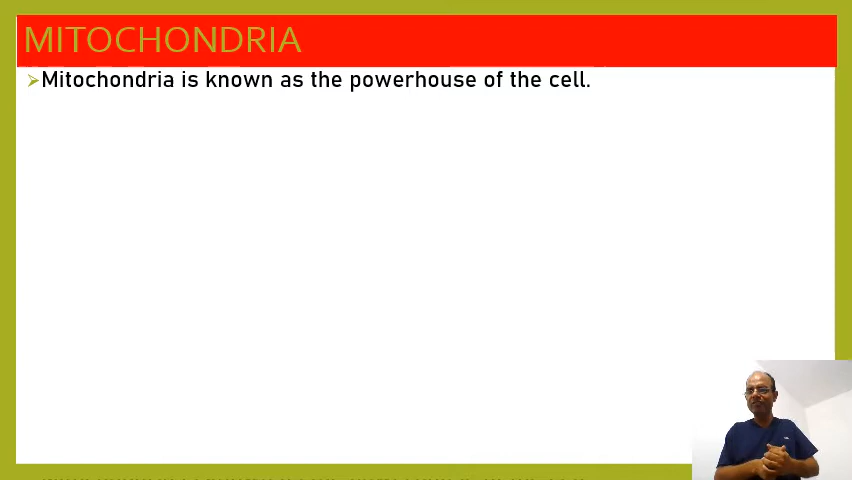 MITOCHONDRIA
➢Mitochondria is known as the powerhouse of the cell.